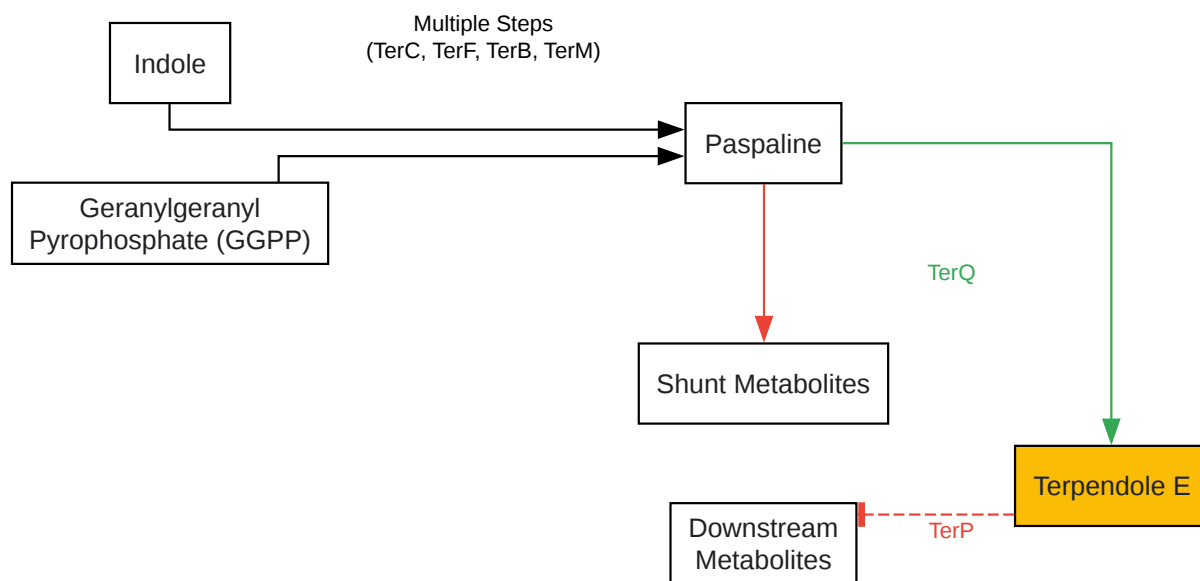 Multiple Steps
(TerC, TerF, TerB, TerM)
Indole
Paspaline
Geranylgeranyl
Pyrophosphate (GGPP)
TerQ
Shunt Metabolites
Terpendole E
Downstream
Metabolites
TerP